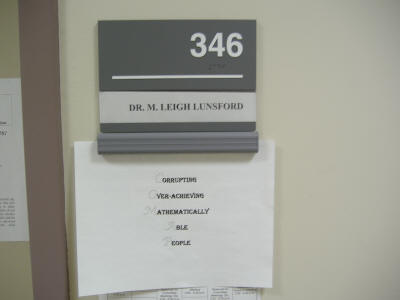 346
DR. M. LEIGH LUNSFORD
CORRUPTING
OVER-ACHIEVING
MATHEMATICALLY
ABLE
PEOPLE